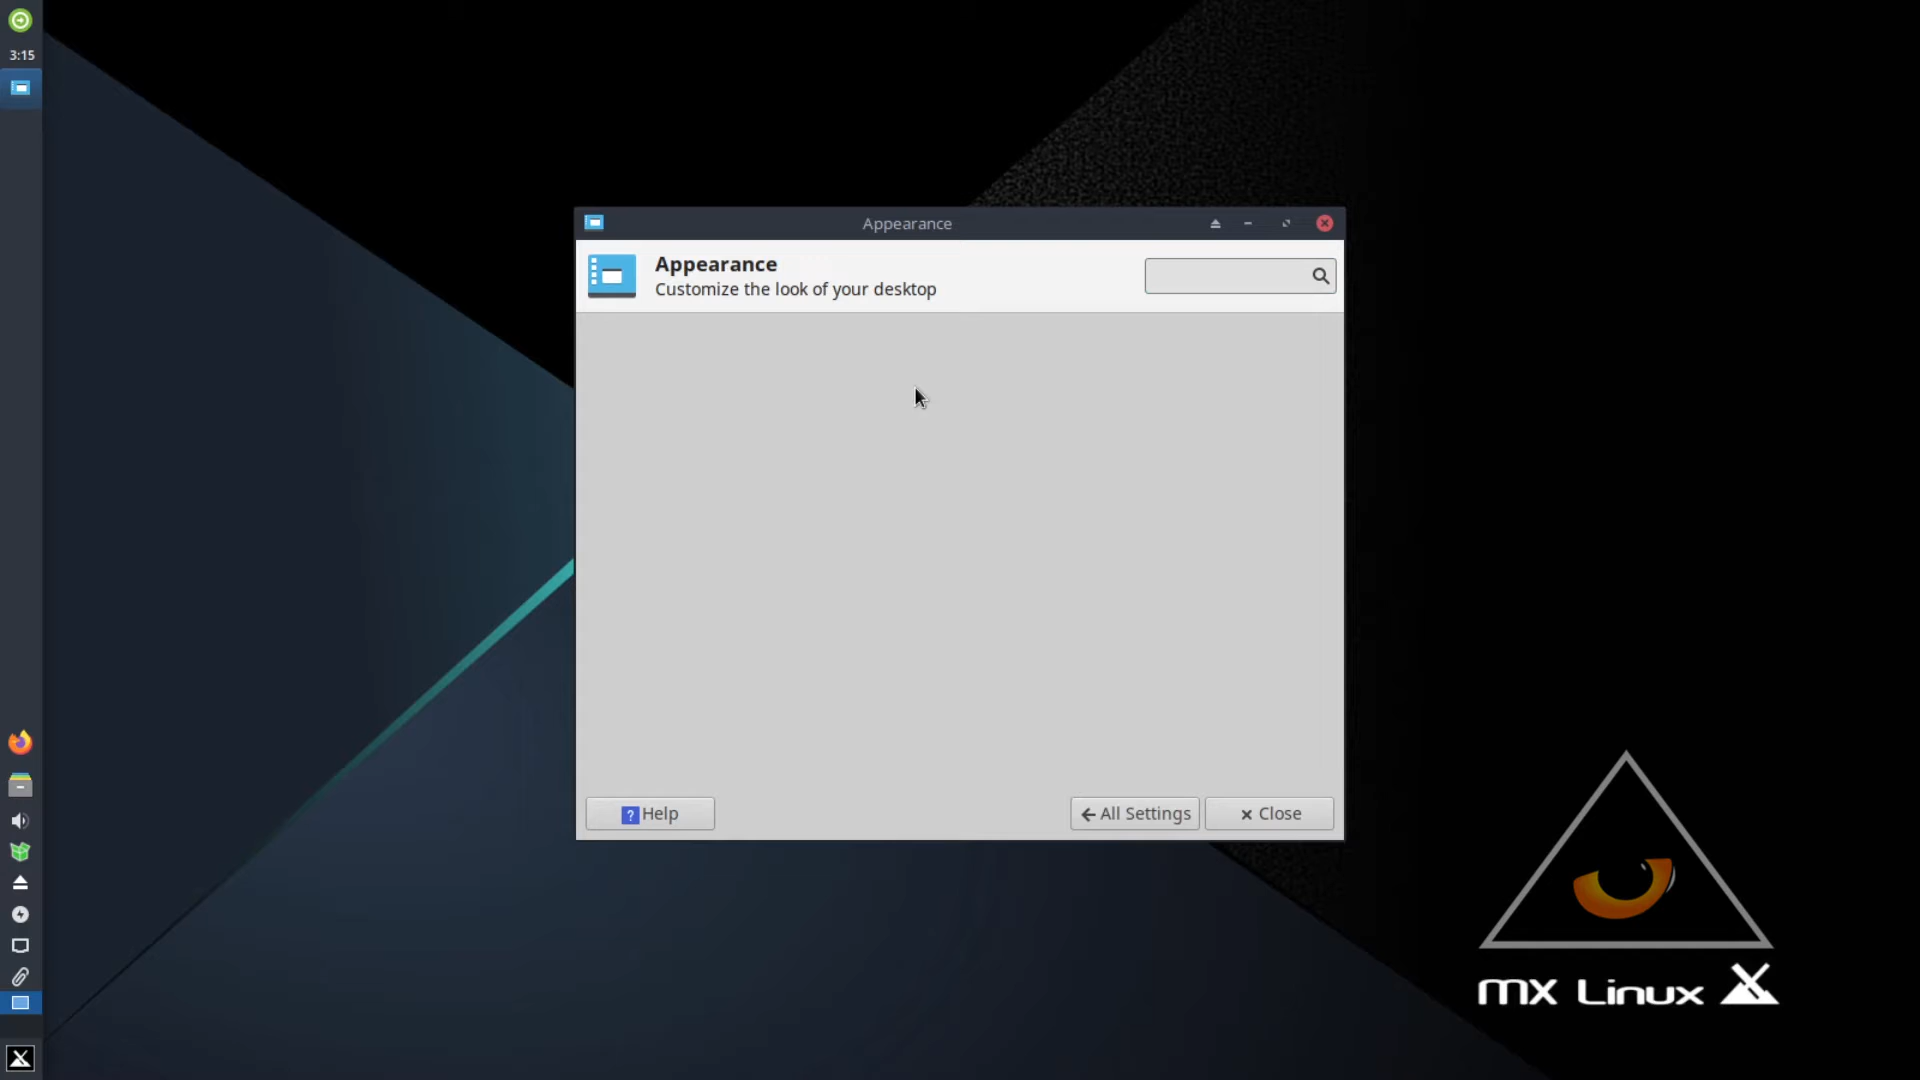 3:15
Appearance
Appearance
Customize the look of your desktop
? Help
All Settings
Close
MX Linux